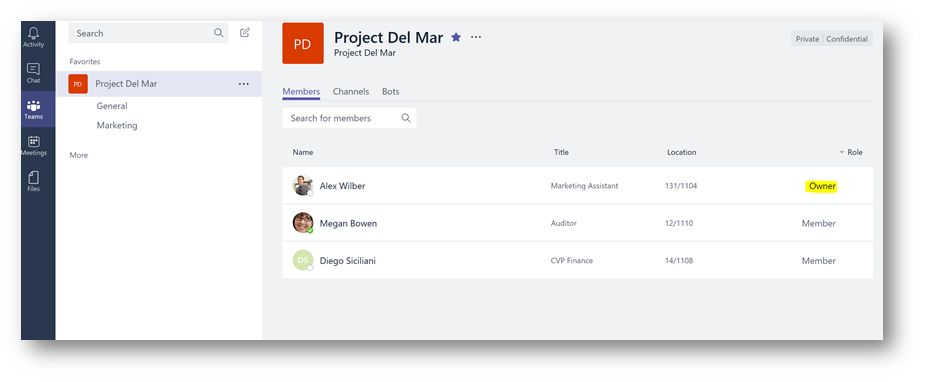 Activity
Chat
Teams
Meetings
Files
Search
Favorites
PD Project Del Mar ...
General
Marketing
More
PD
Project Del Mar ...
Project Del Mar
Private Confidential
Members Channels Bots
Search for members
Name Title Location Role
Alex Wilber Marketing Assistant 131/1104 Owner
Megan Bowen Auditor 12/1110 Member
DS Diego Siciliani CVP Finance 14/1108 Member